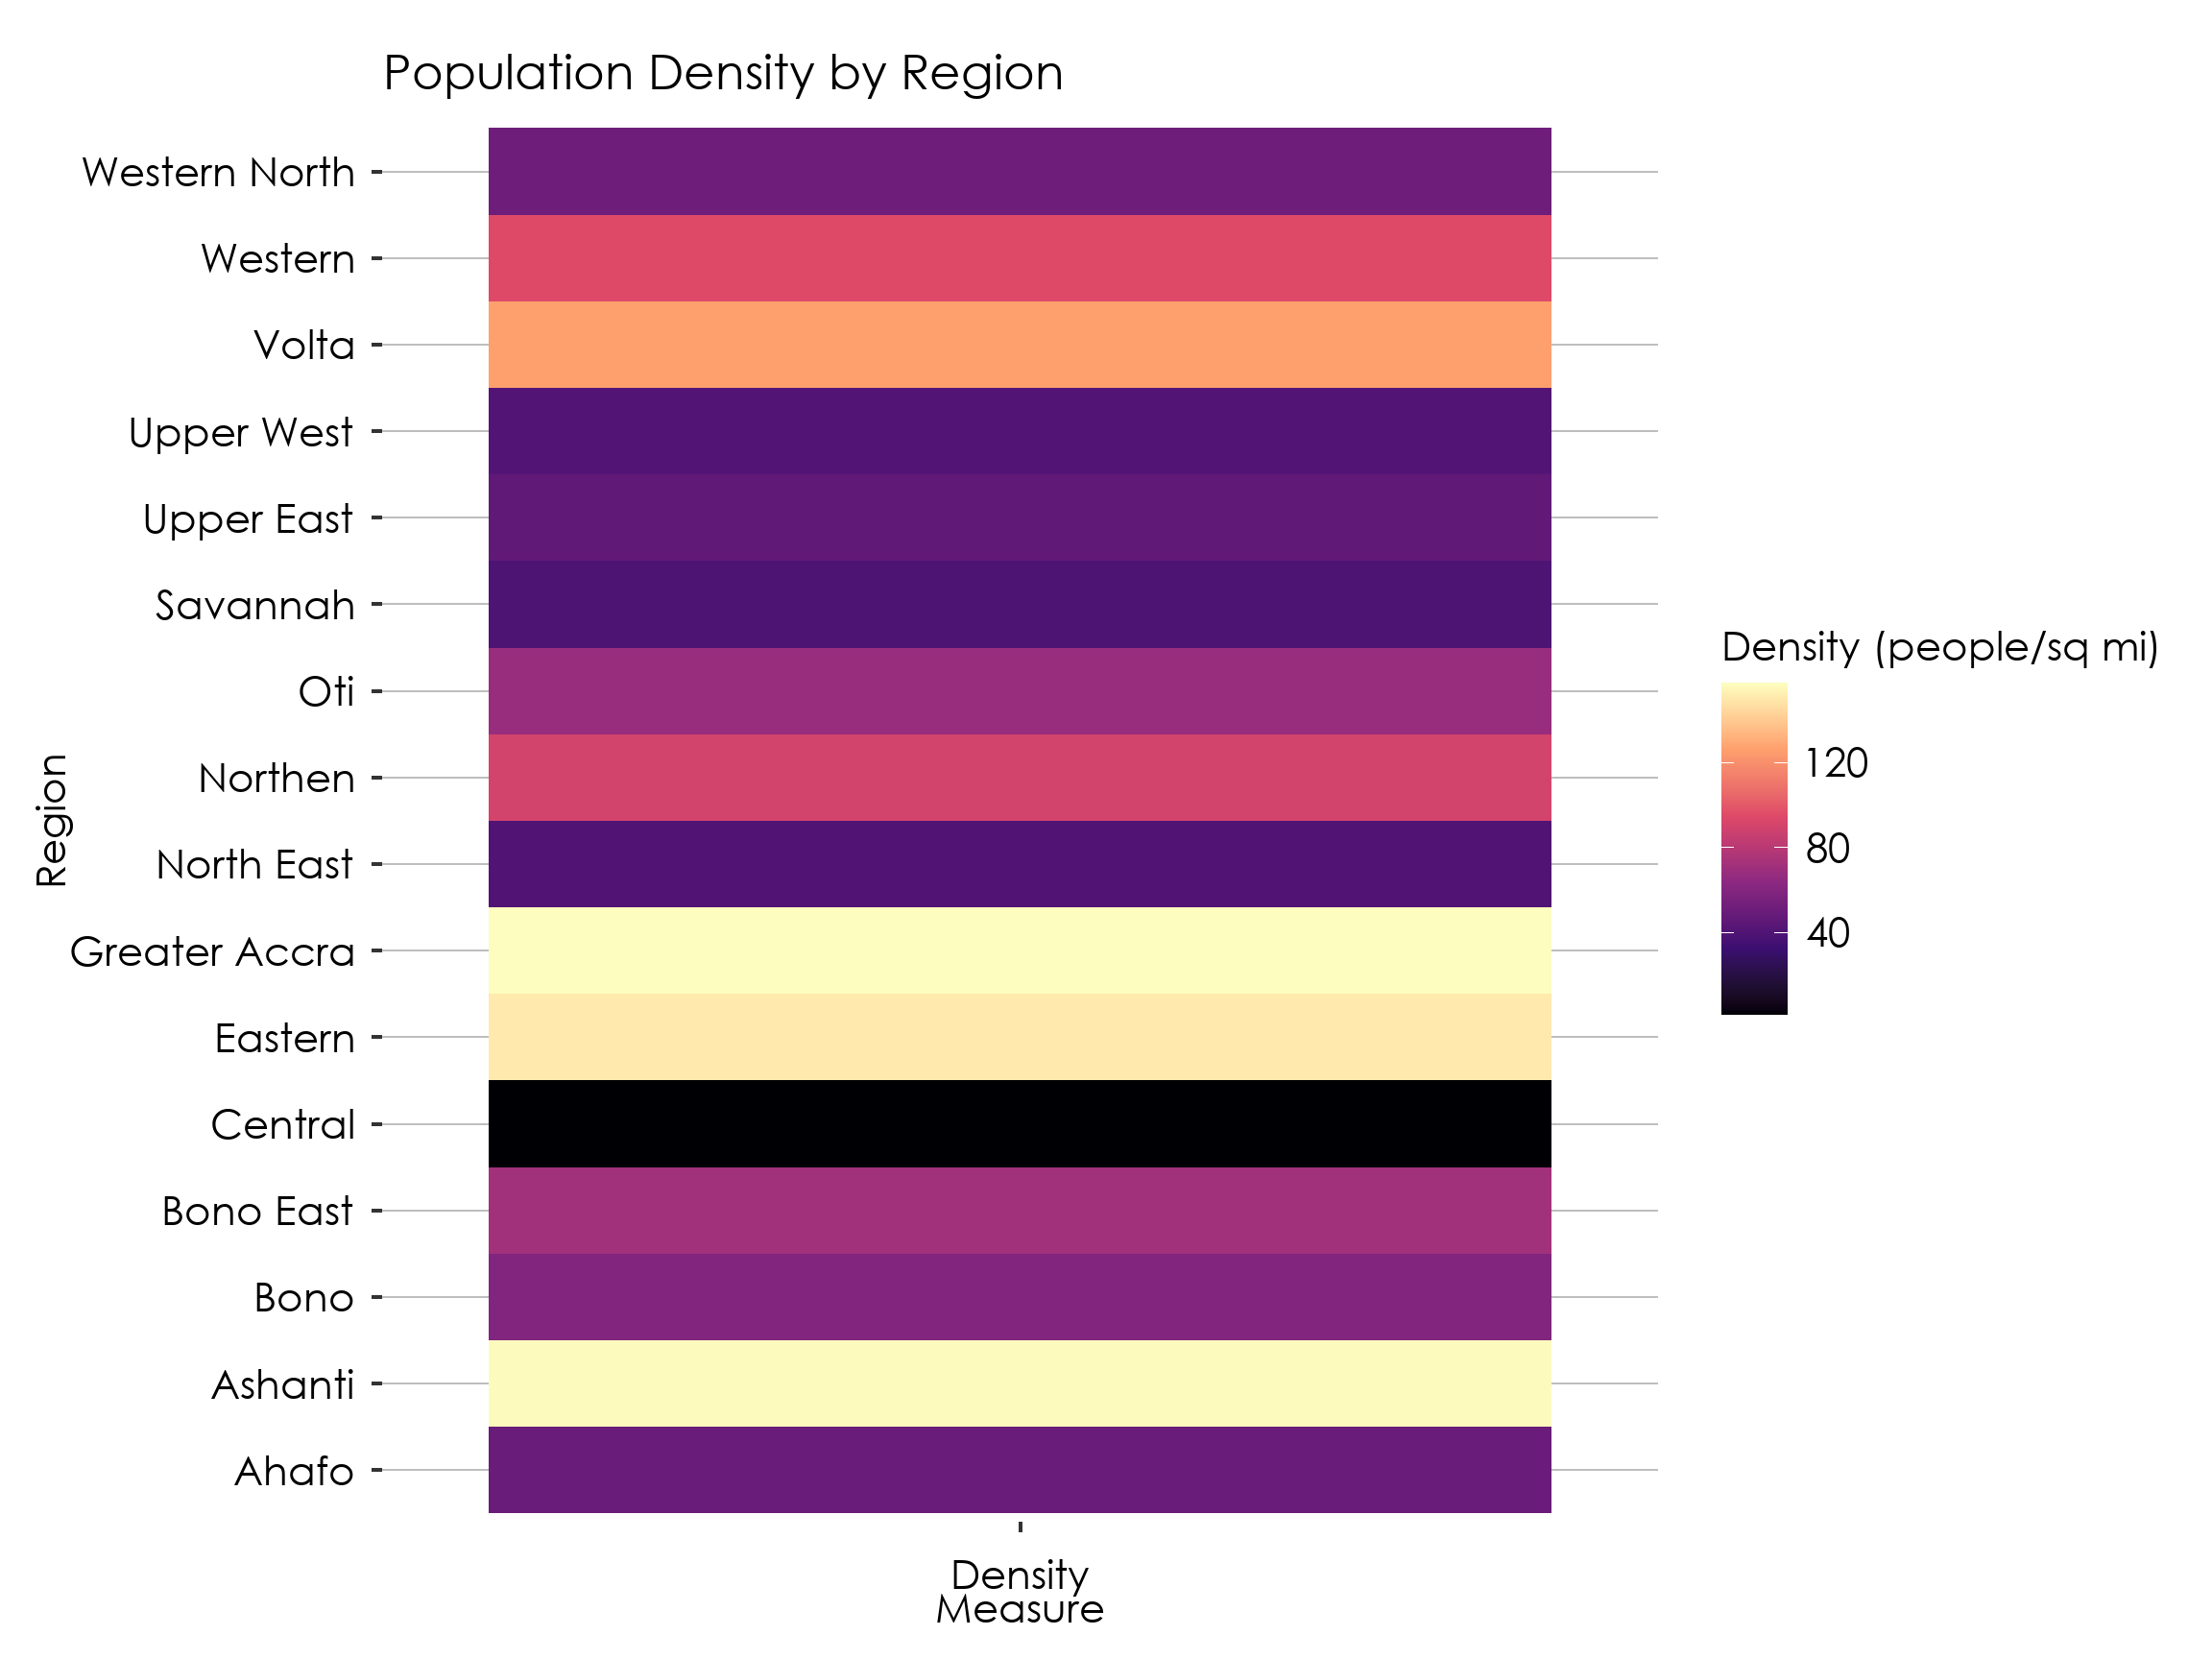 Population Density by Region
Western North
Western
Volta
Upper West
Upper East
Savannah
Oti
Northen
North East
Greater Accra
Eastern
Central
Bono East
Bono
Ashanti
Ahafo
Region
Density
Measure
Density (people/sq mi)
120
80
40